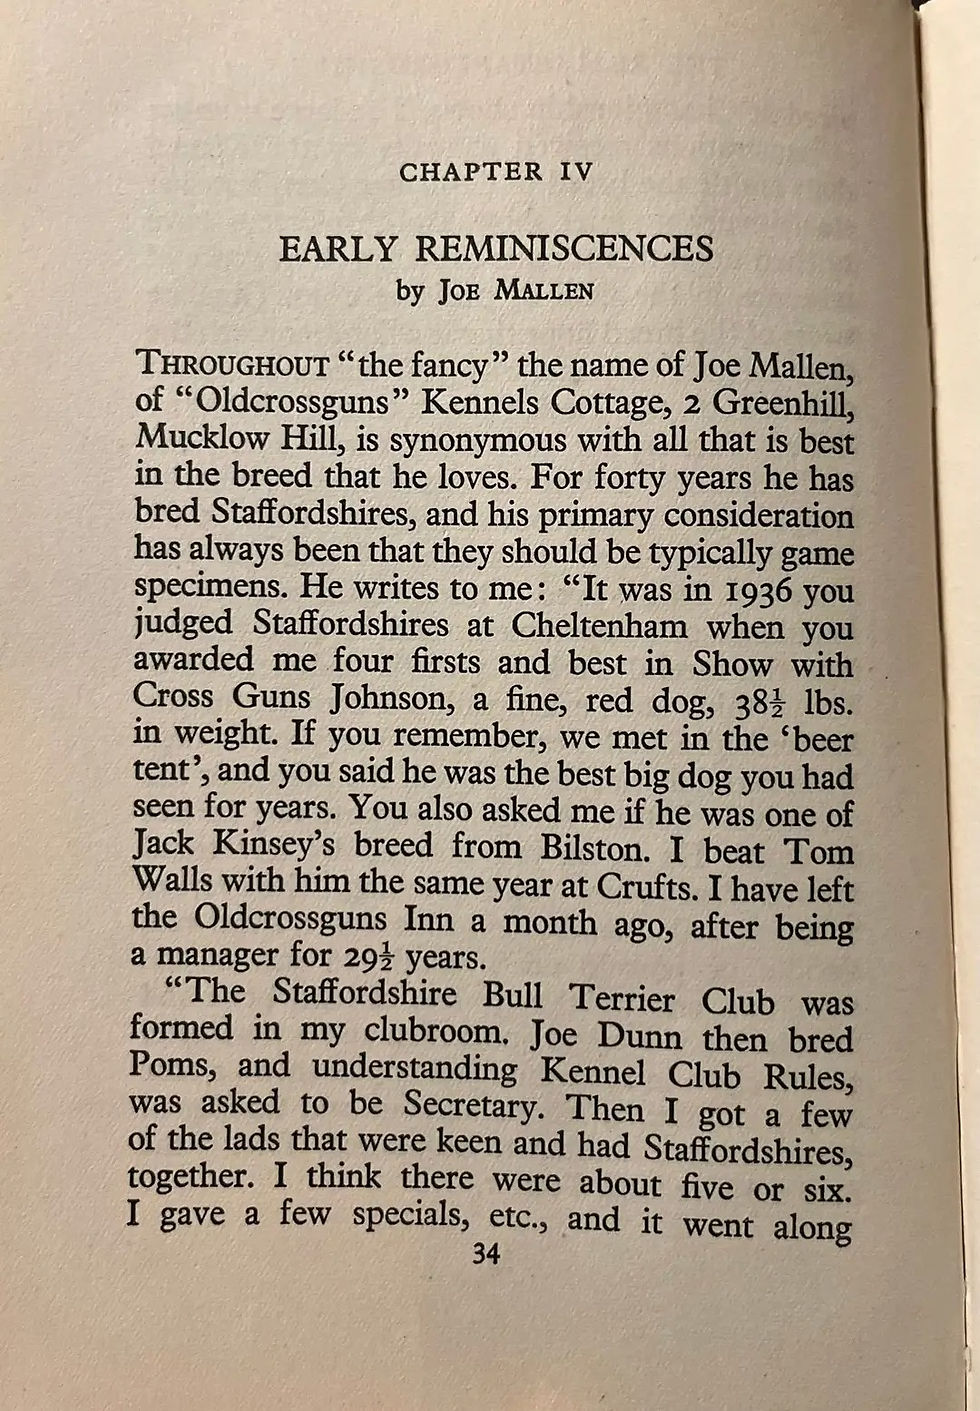 CHAPTER IV
EARLY REMINISCENCES
by JOE MALLEN
THROUGHOUT “the fancy” the name of Joe Mallen,
of “Oldcrossguns” Kennels Cottage, 2 Greenhill,
Mucklow Hill, is synonymous with all that is best
in the breed that he loves. For forty years he has
bred Staffordshires, and his primary consideration
has always been that they should be typically game
specimens. He writes to me: “It was in 1936 you
judged Staffordshires at Cheltenham when you
awarded me four firsts and best in Show with
Cross Guns Johnson, a fine, red dog, 38½ lbs.
in weight. If you remember, we met in the ‘beer
tent’, and you said he was the best big dog you had
seen for years. You also asked me if he was one of
Jack Kinsey’s breed from Bilston. I beat Tom
Walls with him the same year at Crufts. I have left
the Oldcrossguns Inn a month ago, after being
a manager for 29½ years.
“The Staffordshire Bull Terrier Club was
formed in my clubroom. Joe Dunn then bred
Poms, and understanding Kennel Club Rules,
was asked to be Secretary. Then I got a few
of the lads that were keen and had Staffordshires,
together. I think there were about five or six.
I gave a few specials, etc., and it went along
34